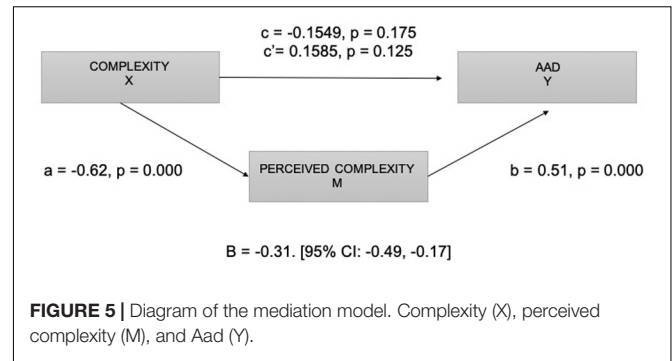 c = -0.1549, p = 0.175
c'= 0.1585, p = 0.125
COMPLEXITY
X
AAD
Y
a = -0.62, p = 0.000
PERCEIVED COMPLEXITY
M
b = 0.51, p = 0.000
B = -0.31. [95% CI: -0.49, -0.17]
FIGURE 5 | Diagram of the mediation model. Complexity (X), perceived
complexity (M), and Aad (Y).